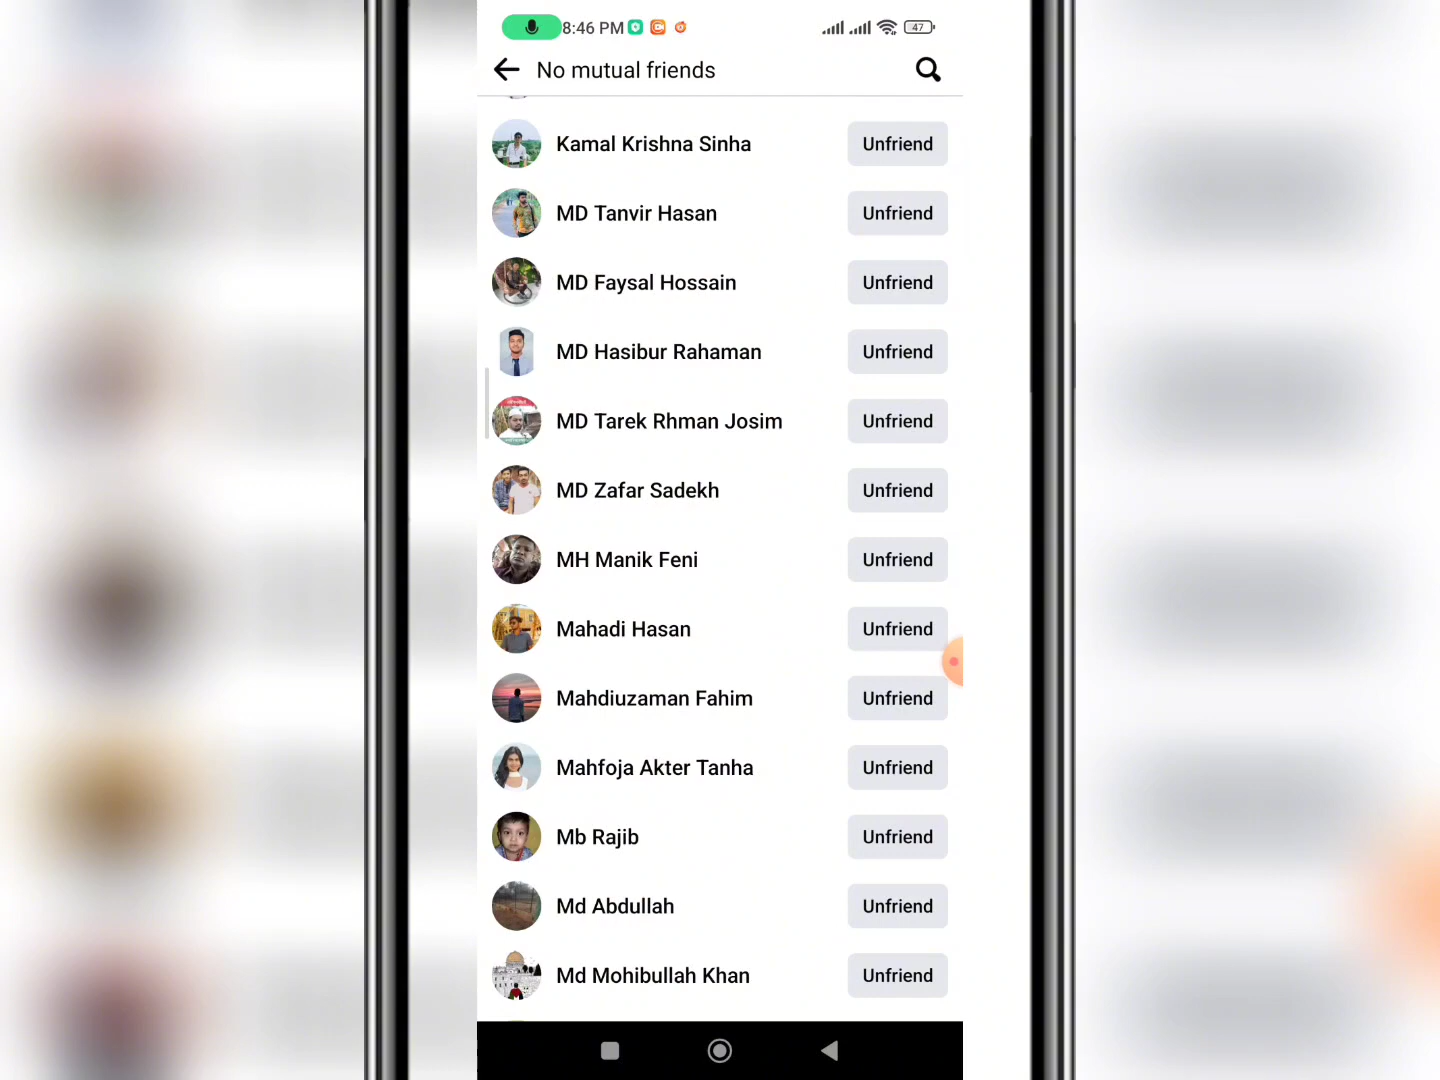 8:46 PM 47
No mutual friends
Kamal Krishna Sinha Unfriend
MD Tanvir Hasan Unfriend
MD Faysal Hossain Unfriend
MD Hasibur Rahaman Unfriend
MD Tarek Rhman Josim Unfriend
MD Zafar Sadekh Unfriend
MH Manik Feni Unfriend
Mahadi Hasan Unfriend
Mahdiuzaman Fahim Unfriend
Mahfoja Akter Tanha Unfriend
Mb Rajib Unfriend
Md Abdullah Unfriend
Md Mohibullah Khan Unfriend